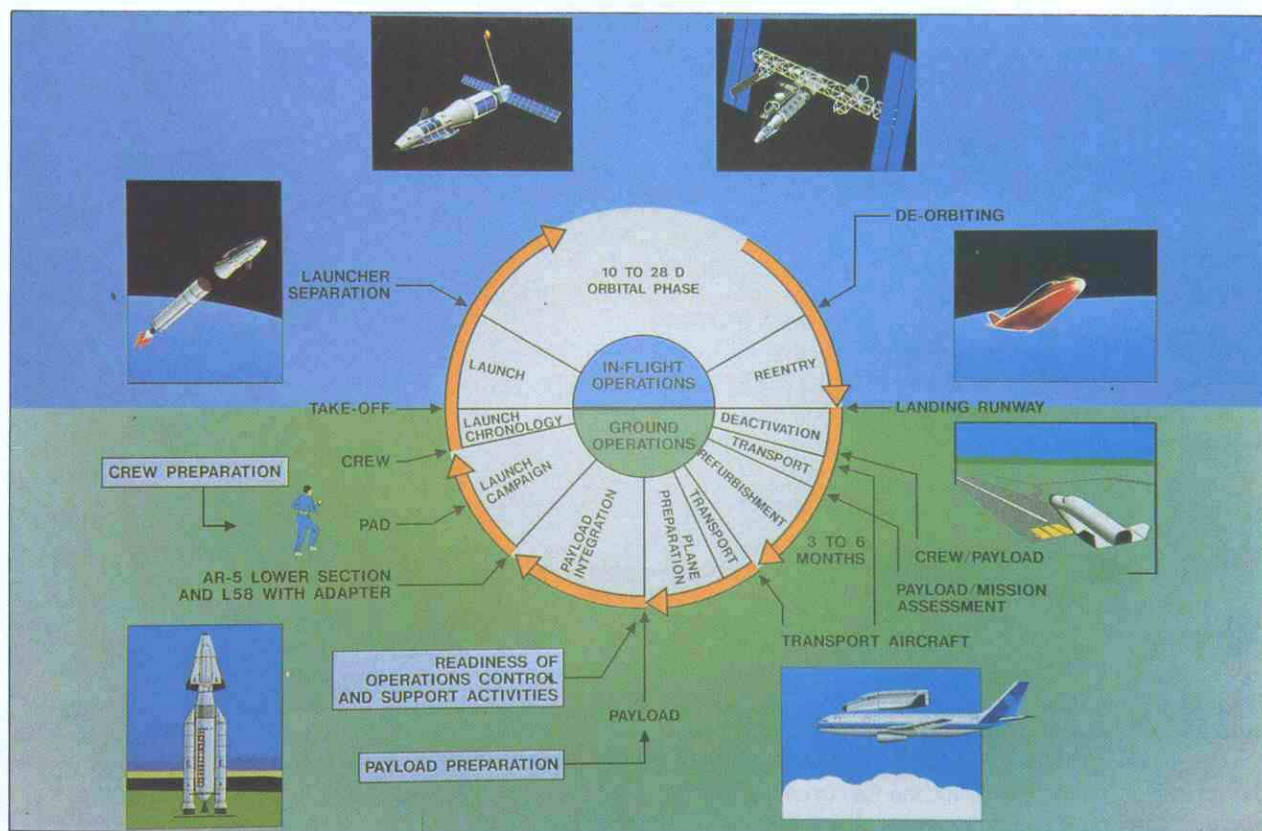 DE-ORBITING
LAUNCHER
SEPARATION
10 TO 28 D
ORBITAL PHASE
LAUNCH
IN-FLIGHT
OPERATIONS
REENTRY
TAKE-OFF
LANDING RUNWAY
LAUNCH
CHRONOLOGY
GROUND
OPERATIONS
DEACTIVATION
TRANSPORT
REFURBISHMENT
CREW
CREW PREPARATION
LAUNCH
CAMPAIGN
PAD
PAYLOAD
INTEGRATION
PLANE
PREPARATION
TRANSPORT
3 TO 6
MONTHS
CREW/PAYLOAD
AR-5 LOWER SECTION
AND L58 WITH ADAPTER
PAYLOAD/MISSION
ASSESSMENT
TRANSPORT AIRCRAFT
READINESS OF
OPERATIONS CONTROL
AND SUPPORT ACTIVITIES
PAYLOAD
PAYLOAD PREPARATION